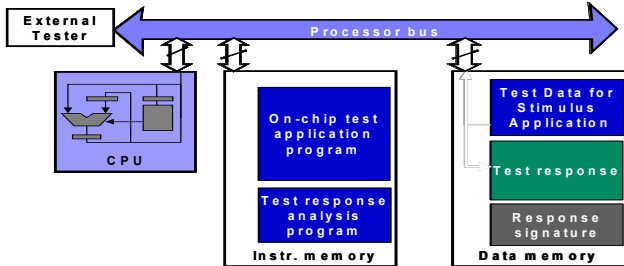 External
Tester
Processor bus
CPU
On-chip test
application
program
Test response
analysis
program
Instr. memory
Test Data for
Stimulus
Application
Test response
Response
signature
Data memory